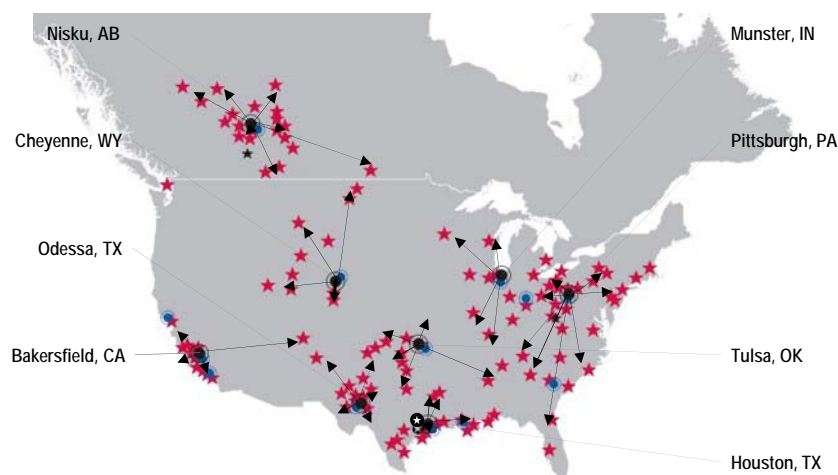 Nisku, AB
Munster, IN
Cheyenne, WY
Pittsburgh, PA
Odessa, TX
Bakersfield, CA
Tulsa, OK
Houston, TX